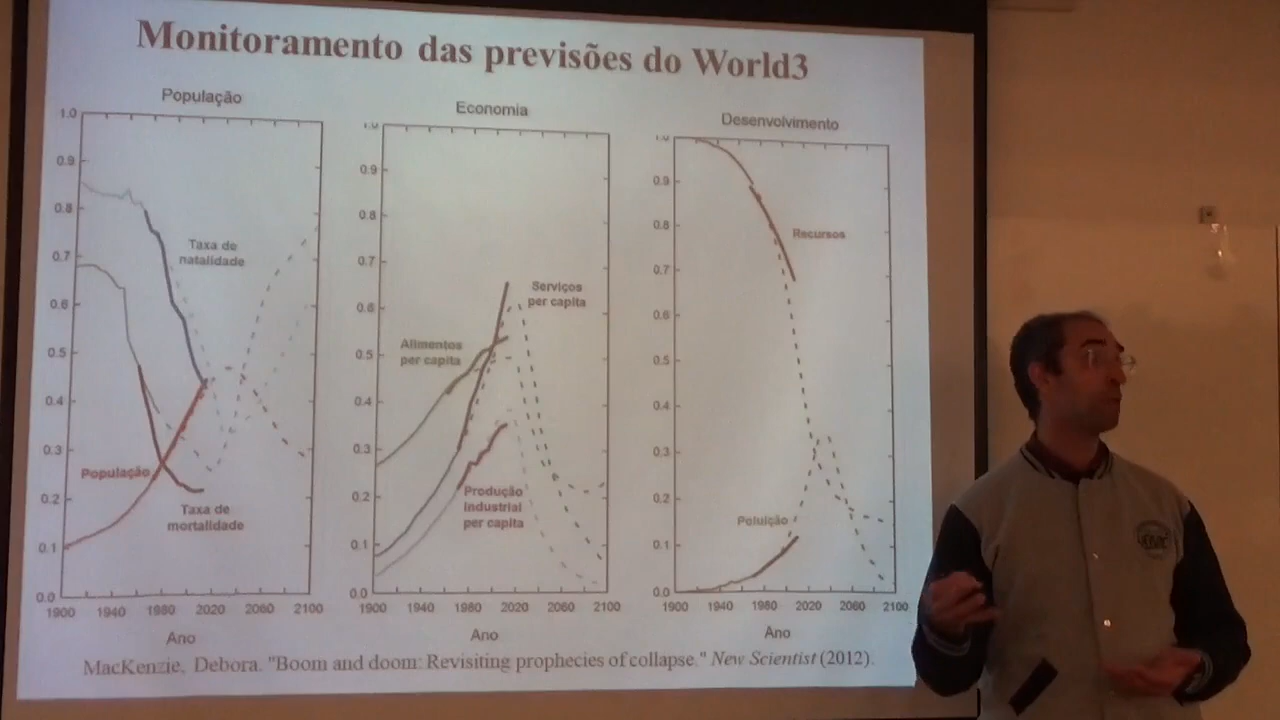 Monitoramento das previsões do World3
População
1.0
0.9
0.8
0.7
0.6
0.5
0.4
0.3
0.2
0.1
0.0
Taxa de
natalidade
População
Taxa de
mortalidade
1900 1940 1980 2020 2060 2100
Ano
Economia
1.0
0.9
0.8
0.7
0.6
0.5
0.4
0.3
0.2
0.1
0.0
Serviços
per capita
Alimentos
per capita
Produção
industrial
per capita
1900 1940 1980 2020 2060 2100
Ano
Desenvolvimento
1.0
0.9
0.8
0.7
0.6
0.5
0.4
0.3
0.2
0.1
0.0
Recursos
Poluição
1900 1940 1980 2020 2060 2100
Ano
MacKenzie, Debora. "Boom and doom: Revisiting prophecies of collapse." New Scientist (2012).